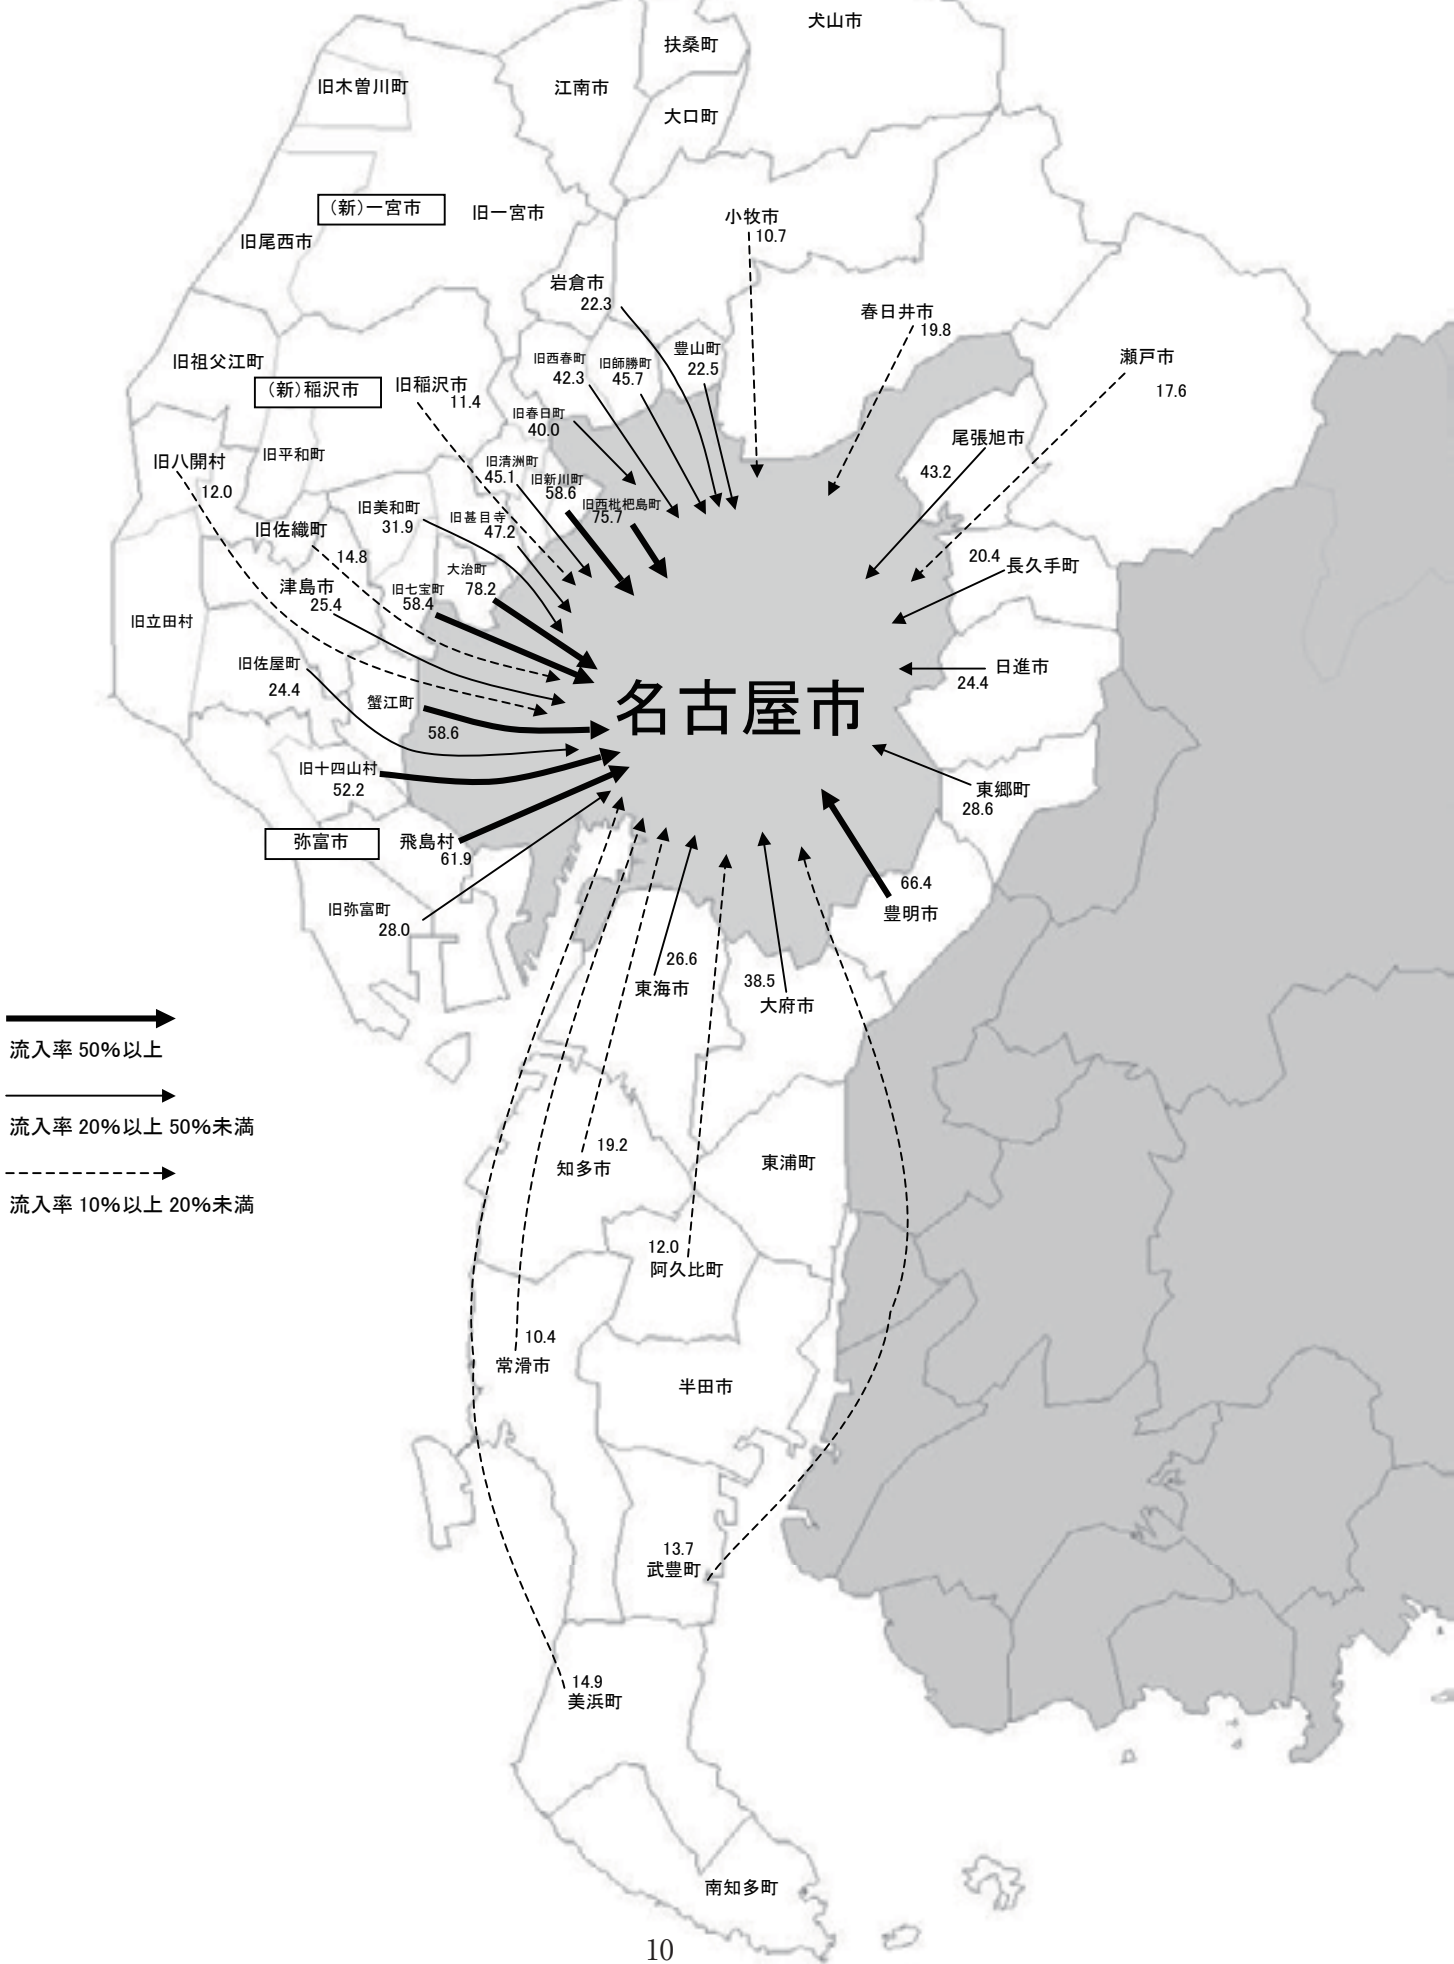 犬山市
扶桑町
旧木曽川町
江南市
大口町
（新）一宮市
旧一宮市
小牧市
10.7
旧尾西市
岩倉市
22.3
春日井市
19.8
旧祖父江町
（新）稲沢市
旧稲沢市
11.4
旧西春町
42.3
旧師勝町
45.7
豊山町
22.5
瀬戸市
17.6
旧春日町
40.0
尾張旭市
43.2
旧八開村
12.0
旧平和町
旧清洲町
45.1
旧新川町
58.6
旧西枇杷島町
75.7
旧美和町
31.9
旧甚目寺
47.2
旧佐織町
14.8
20.4
長久手町
津島市
25.4
旧七宝町
58.4
大治町
78.2
旧立田村
旧佐屋町
24.4
日進市
24.4
蟹江町
58.6
名古屋市
旧十四山村
52.2
東郷町
28.6
弥富市
飛島村
61.9
66.4
豊明市
旧弥富町
28.0
26.6
東海市
38.5
大府市
流入率 50%以上
流入率 20%以上 50%未満
流入率 10%以上 20%未満
19.2
知多市
東浦町
12.0
阿久比町
10.4
常滑市
半田市
13.7
武豊町
14.9
美浜町
南知多町
10